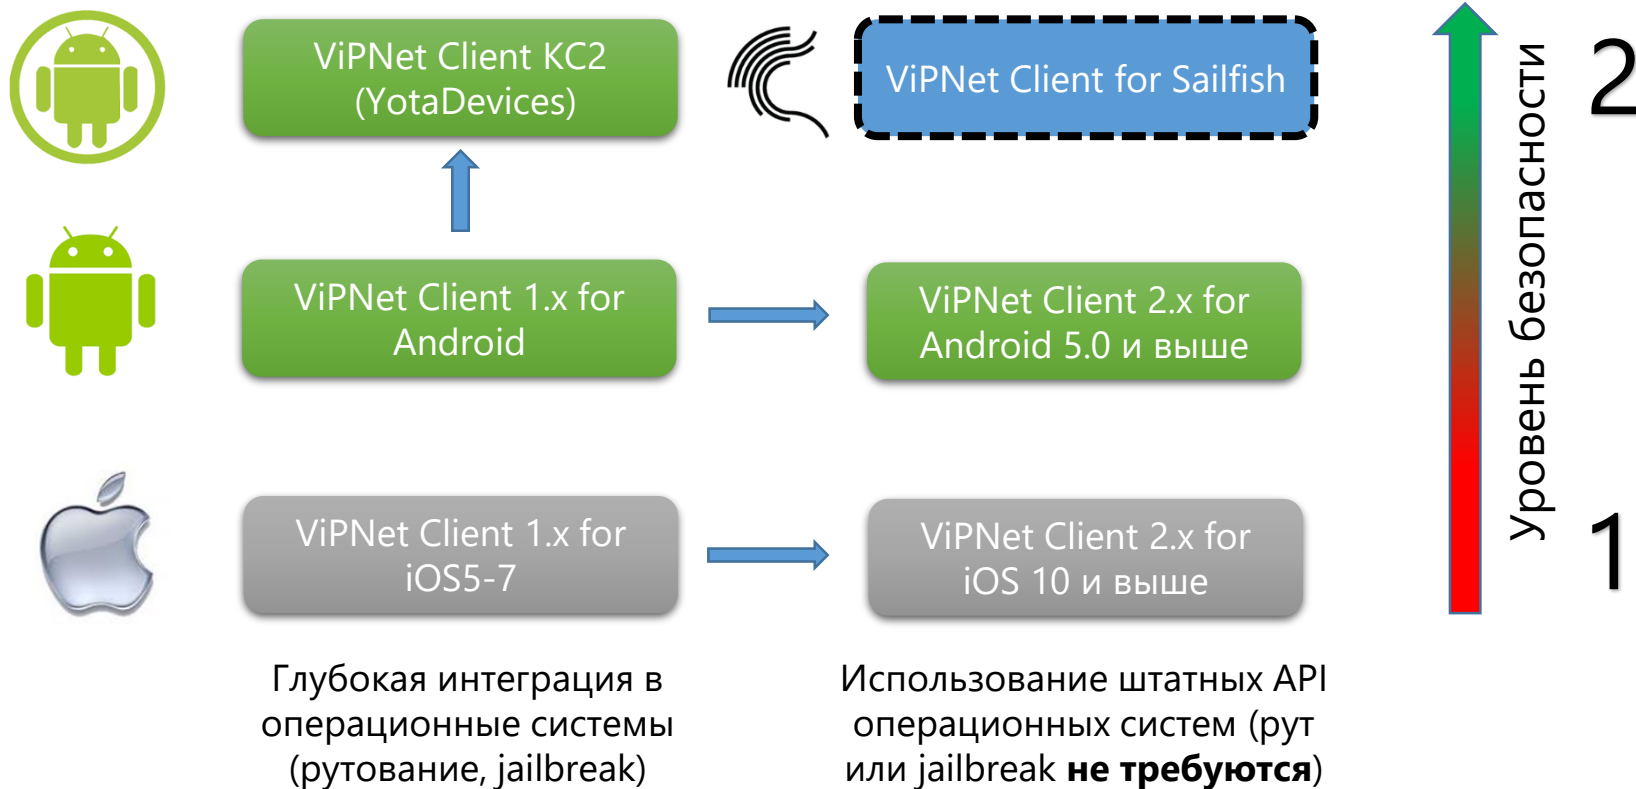 ViPNet Client КС2
(YotaDevices)
ViPNet Client for Sailfish
2
Уровень безопасности
ViPNet Client 1.x for
Android
ViPNet Client 2.x for
Android 5.0 и выше
ViPNet Client 1.x for
iOS5-7
ViPNet Client 2.x for
iOS 10 и выше
1
Глубокая интеграция в
операционные системы
(рутование, jailbreak)
Использование штатных API
операционных систем (рут
или jailbreak не требуются)